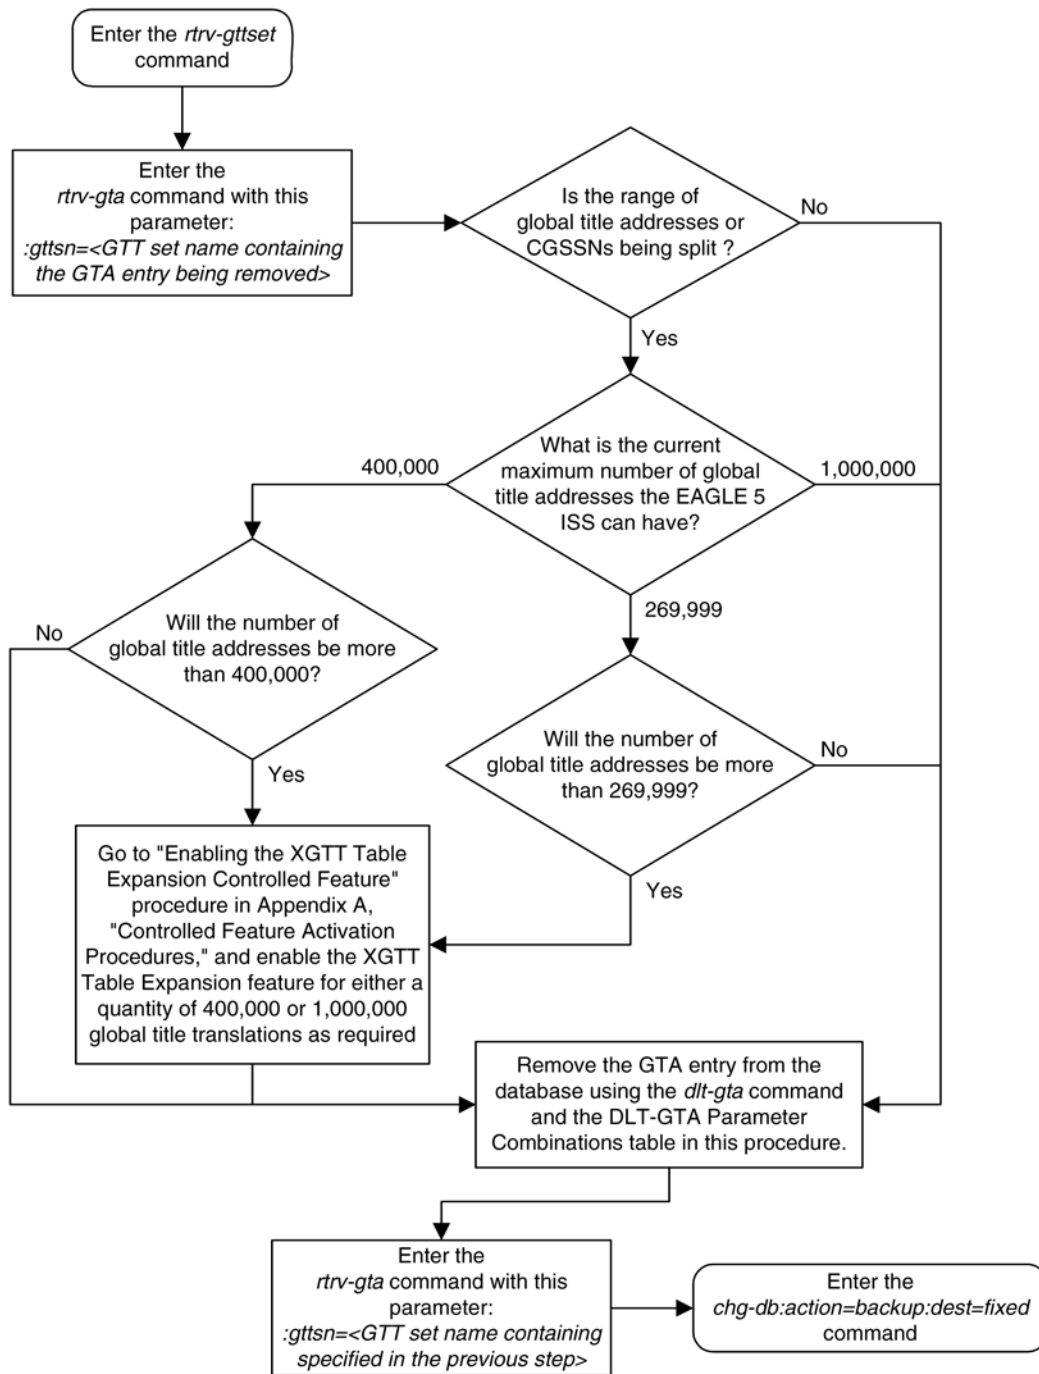 Enter the rtrv-gttset
command
Enter the
rtrv-gta command with this
parameter:
:gttsn=<GTT set name containing
the GTA entry being removed>
Is the range of
global title addresses or
CGSSNs being split ?
No
Yes
What is the current
maximum number of global
title addresses the EAGLE 5
ISS can have?
400,000
1,000,000
269,999
Will the number of
global title addresses be more
than 400,000?
No
Yes
Will the number of
global title addresses be more
than 269,999?
No
Yes
Go to "Enabling the XGTT Table
Expansion Controlled Feature"
procedure in Appendix A,
"Controlled Feature Activation
Procedures," and enable the XGTT
Table Expansion feature for either a
quantity of 400,000 or 1,000,000
global title translations as required
Remove the GTA entry from the
database using the dlt-gta command
and the DLT-GTA Parameter
Combinations table in this procedure.
Enter the
rtrv-gta command with this
parameter:
:gttsn=<GTT set name containing
specified in the previous step>
Enter the
chg-db:action=backup:dest=fixed
command